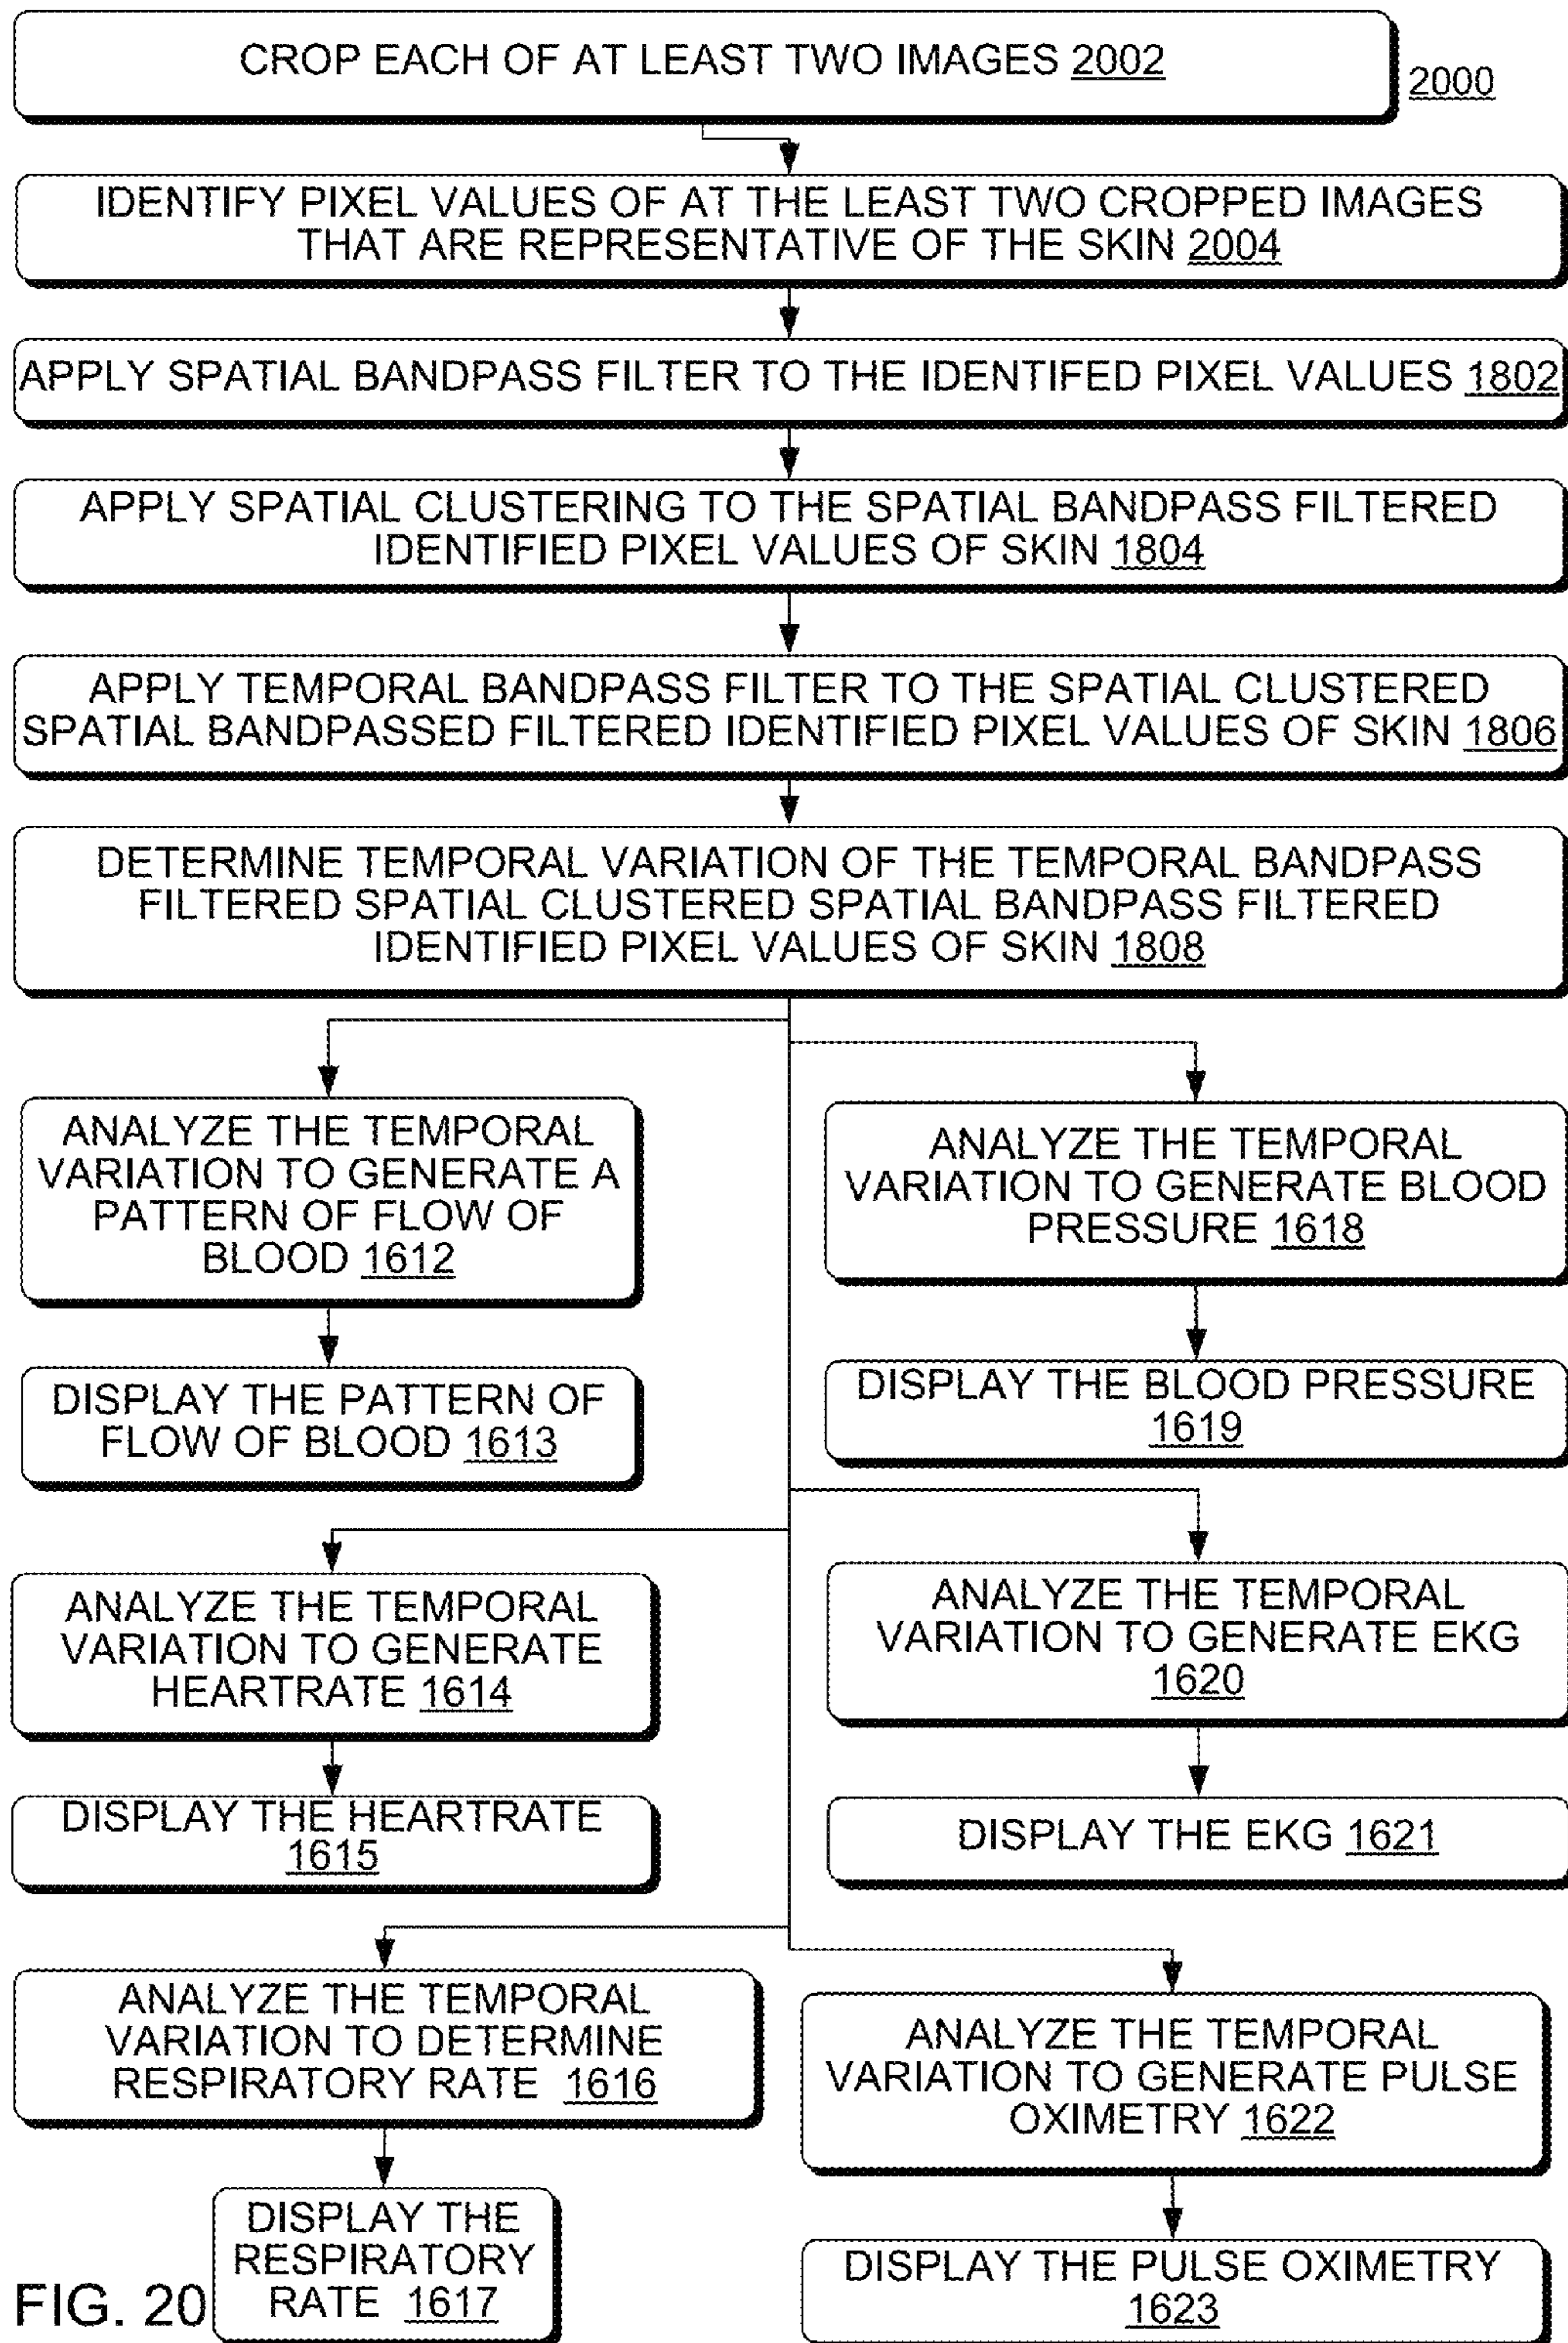 CROP EACH OF AT LEAST TWO IMAGES 2002
2000
IDENTIFY PIXEL VALUES OF AT THE LEAST TWO CROPPED IMAGES
THAT ARE REPRESENTATIVE OF THE SKIN 2004
APPLY SPATIAL BANDPASS FILTER TO THE IDENTIFED PIXEL VALUES 1802
APPLY SPATIAL CLUSTERING TO THE SPATIAL BANDPASS FILTERED
IDENTIFIED PIXEL VALUES OF SKIN 1804
APPLY TEMPORAL BANDPASS FILTER TO THE SPATIAL CLUSTERED
SPATIAL BANDPASSED FILTERED IDENTIFIED PIXEL VALUES OF SKIN 1806
DETERMINE TEMPORAL VARIATION OF THE TEMPORAL BANDPASS
FILTERED SPATIAL CLUSTERED SPATIAL BANDPASS FILTERED
IDENTIFIED PIXEL VALUES OF SKIN 1808
ANALYZE THE TEMPORAL
VARIATION TO GENERATE A
PATTERN OF FLOW OF
BLOOD 1612
ANALYZE THE TEMPORAL
VARIATION TO GENERATE BLOOD
PRESSURE 1618
DISPLAY THE PATTERN OF
FLOW OF BLOOD 1613
DISPLAY THE BLOOD PRESSURE
1619
ANALYZE THE TEMPORAL
VARIATION TO GENERATE
HEARTRATE 1614
ANALYZE THE TEMPORAL
VARIATION TO GENERATE EKG
1620
DISPLAY THE HEARTRATE
1615
DISPLAY THE EKG 1621
ANALYZE THE TEMPORAL
VARIATION TO DETERMINE
RESPIRATORY RATE 1616
ANALYZE THE TEMPORAL
VARIATION TO GENERATE PULSE
OXIMETRY 1622
DISPLAY THE
RESPIRATORY
RATE 1617
DISPLAY THE PULSE OXIMETRY
1623
FIG. 20